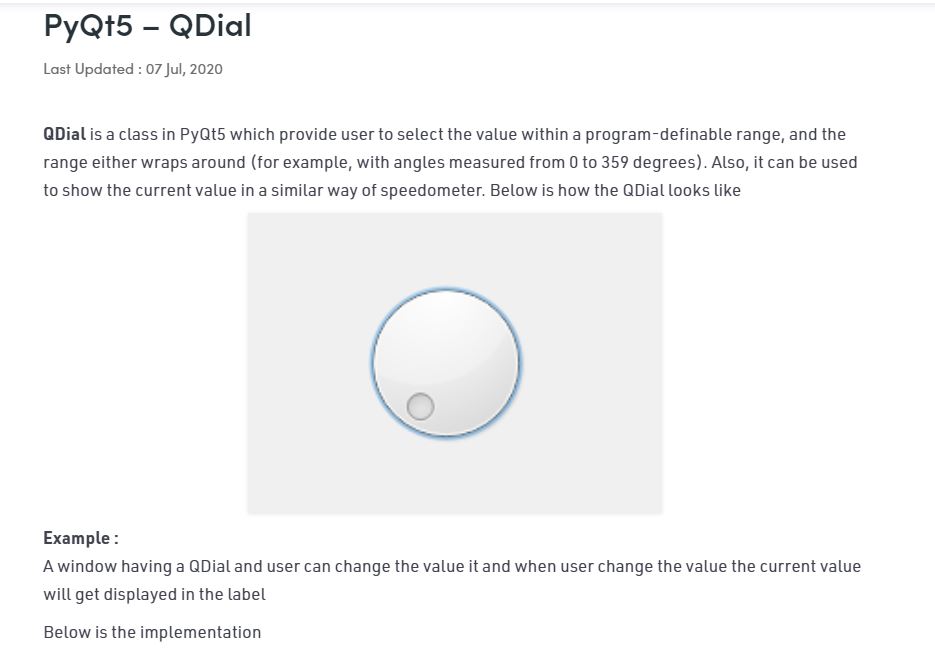 PyQt5 – QDial
Last Updated : 07 Jul, 2020
QDial is a class in PyQt5 which provide user to select the value within a program-definable range, and the
range either wraps around (for example, with angles measured from 0 to 359 degrees). Also, it can be used
to show the current value in a similar way of speedometer. Below is how the QDial looks like
Example :
A window having a QDial and user can change the value it and when user change the value the current value
will get displayed in the label
Below is the implementation